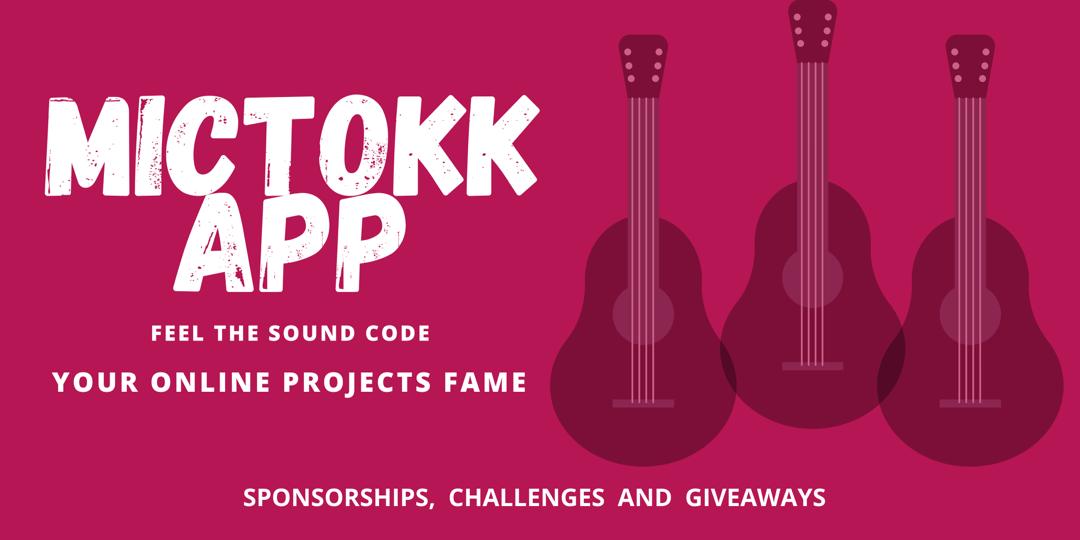 MICTOKK
APP
FEEL THE SOUND CODE
YOUR ONLINE PROJECTS FAME
SPONSORSHIPS, CHALLENGES AND GIVEAWAYS